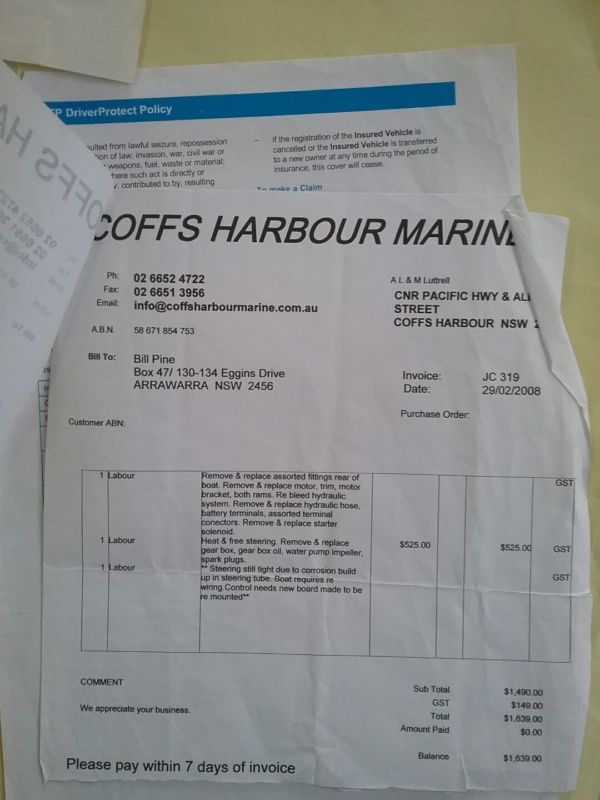 P DriverProtect Policy
ulted from lawful seizure, repossession
ion of law; invasion, war, civil war or
weapons, fuel, waste or material;
here such act is directly or
, contributed to by, resulting
– if the registration of the Insured Vehicle is
cancelled or the Insured Vehicle is transferred
to a new owner at any time during the period of
insurance, this cover will cease.
To make a Claim
COFFS HARBOUR MARINE
Ph: 02 6652 4722
Fax: 02 6651 3956
Email: info@coffsharbourmarine.com.au
A.B.N. 58 671 854 753
A L & M Luttrell
CNR PACIFIC HWY & ALL
STREET
COFFS HARBOUR NSW 2
Bill To: Bill Pine
Box 47/ 130-134 Eggins Drive
ARRAWARRA NSW 2456
Invoice: JC 319
Date: 29/02/2008
Purchase Order:
Customer ABN:
1 Labour Remove & replace assorted fittings rear of GST
boat. Remove & replace motor, trim, motor
bracket, both rams. Re bleed hydraulic
system. Remove & replace hydraulic hose,
battery terminals, assorted terminal
conectors. Remove & replace starter
solenoid.
1 Labour Heat & free steering. Remove & replace $525.00 $525.00 GST
gear box, gear box oil, water pump impeller,
spark plugs.
1 Labour ** Steering still tight due to corrosion build GST
up in steering tube. Boat requires re
wiring.Control needs new board made to be
re mounted**
COMMENT
We appreciate your business.
Sub Total $1,490.00
GST $149.00
Total $1,639.00
Amount Paid $0.00
Balance $1,639.00
Please pay within 7 days of invoice